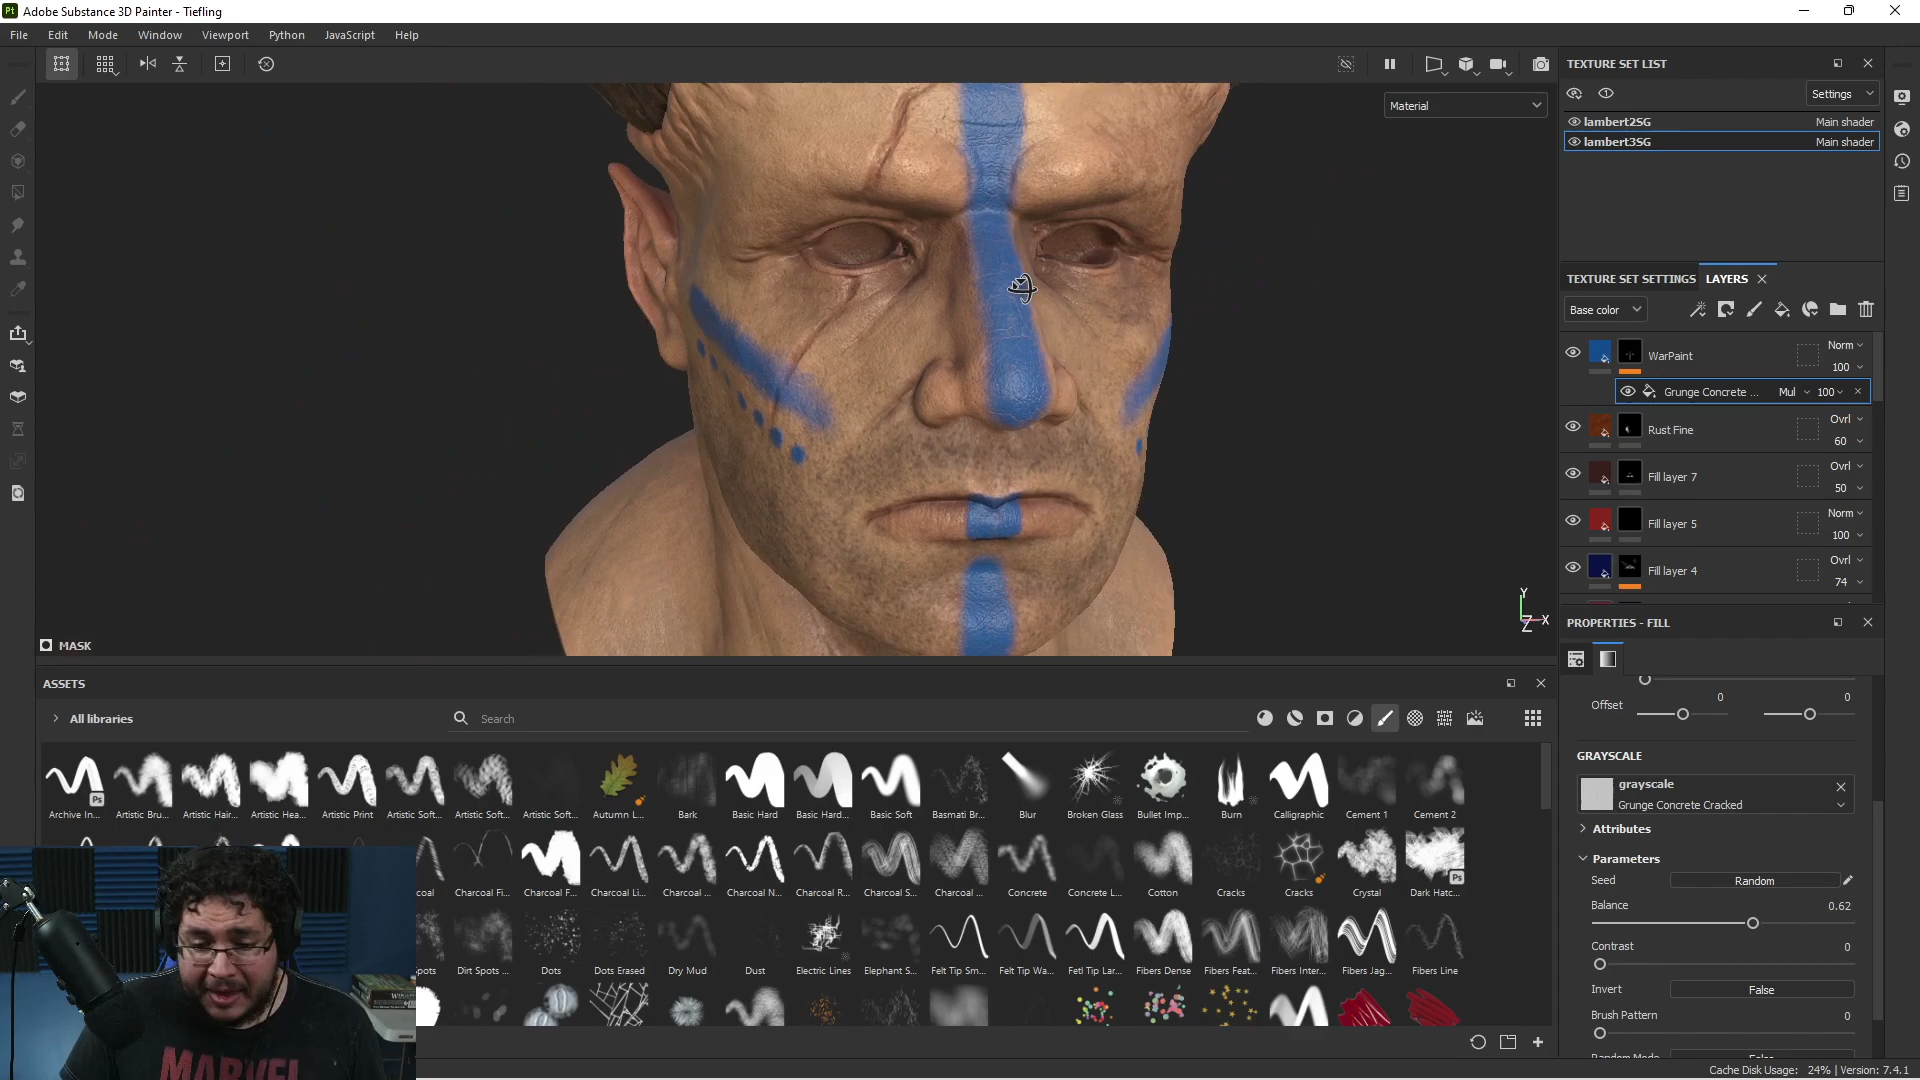 Pt Adobe Substance 3D Painter - Tiefling
File Edit Mode Window Viewport Python JavaScript Help
Material
MASK
Y
X
Z
TEXTURE SET LIST
Settings
lambert2SG Main shader
lambert3SG Main shader
TEXTURE SET SETTINGS LAYERS
Base color
WarPaint Norm 100
Grunge Concrete ... Mul 100
Rust Fine Ovrl 60
Fill layer 7 Ovrl 50
Fill layer 5 Norm 100
Fill layer 4 Ovrl 74
PROPERTIES - FILL
Offset 0 0
GRAYSCALE
grayscale
Grunge Concrete Cracked
Attributes
Parameters
Seed Random
Balance 0.62
Contrast 0
Invert False
Brush Pattern 0
ASSETS
All libraries
Search
Archive In... Artistic Bru... Artistic Hair... Artistic Hea... Artistic Print Artistic Soft... Artistic Soft... Artistic Soft... Autumn L... Bark Basic Hard Basic Hard... Basic Soft Basmati Br... Blur Broken Glass Bullet Imp... Burn Calligraphic Cement 1 Cement 2
Charcoal Fi... Charcoal F... Charcoal Li... Charcoal ... Charcoal N... Charcoal R... Charcoal S... Charcoal ... Concrete Concrete L... Cotton Cracks Cracks Crystal Dark Hatc...
Dirt Spots ... Dots Dots Erased Dry Mud Dust Electric Lines Elephant S... Felt Tip Sm... Felt Tip Wa... Fetl Tip Lar... Fibers Dense Fibers Feat... Fibers Inter... Fibers Jag... Fibers Line
MARVEL
Cache Disk Usage: 24% | Version: 7.4.1